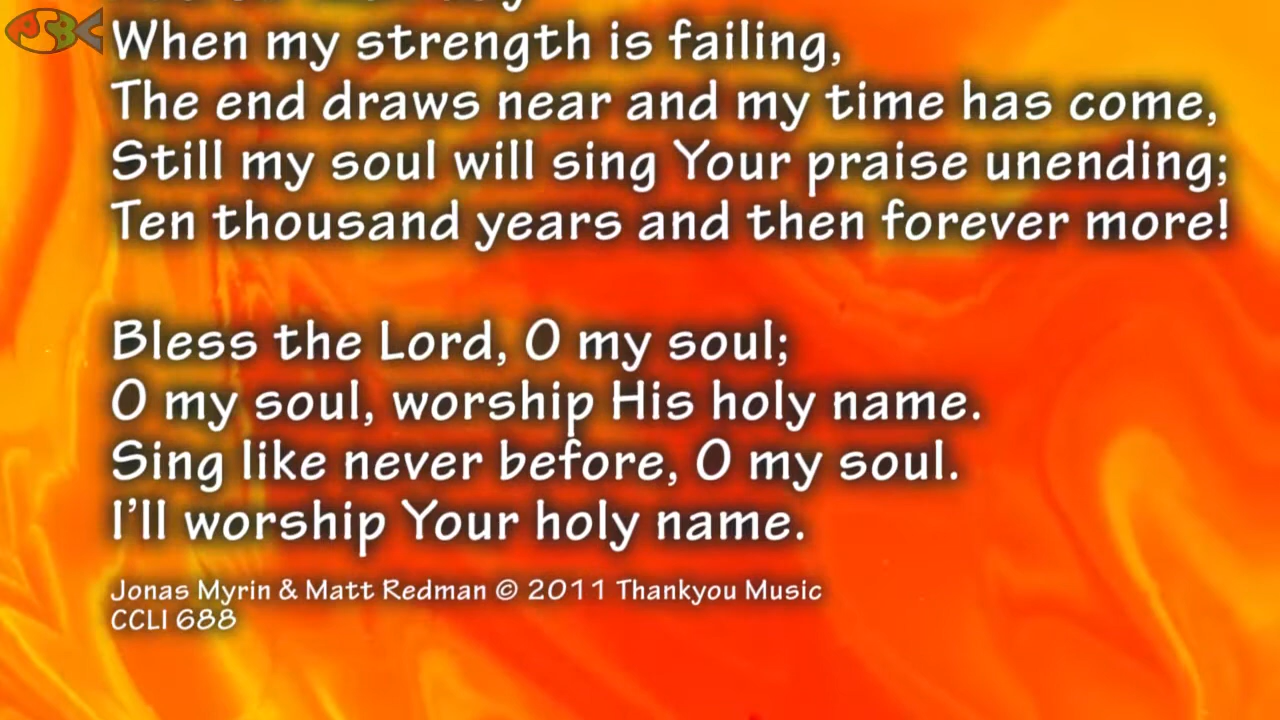 PSBC
When my strength is failing,
The end draws near and my time has come,
Still my soul will sing Your praise unending;
Ten thousand years and then forever more!
Bless the Lord, O my soul;
O my soul, worship His holy name.
Sing like never before, O my soul.
I'll worship Your holy name.
Jonas Myrin & Matt Redman © 2011 Thankyou Music
CCLI 688